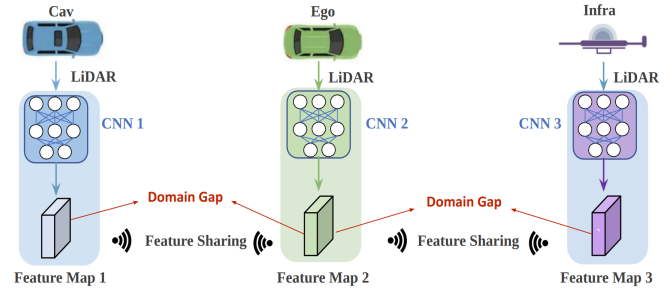 Cav
Ego
Infra
LiDAR
LiDAR
LiDAR
CNN 1
CNN 2
CNN 3
Domain Gap
Domain Gap
Feature Sharing
Feature Sharing
Feature Map 1
Feature Map 2
Feature Map 3